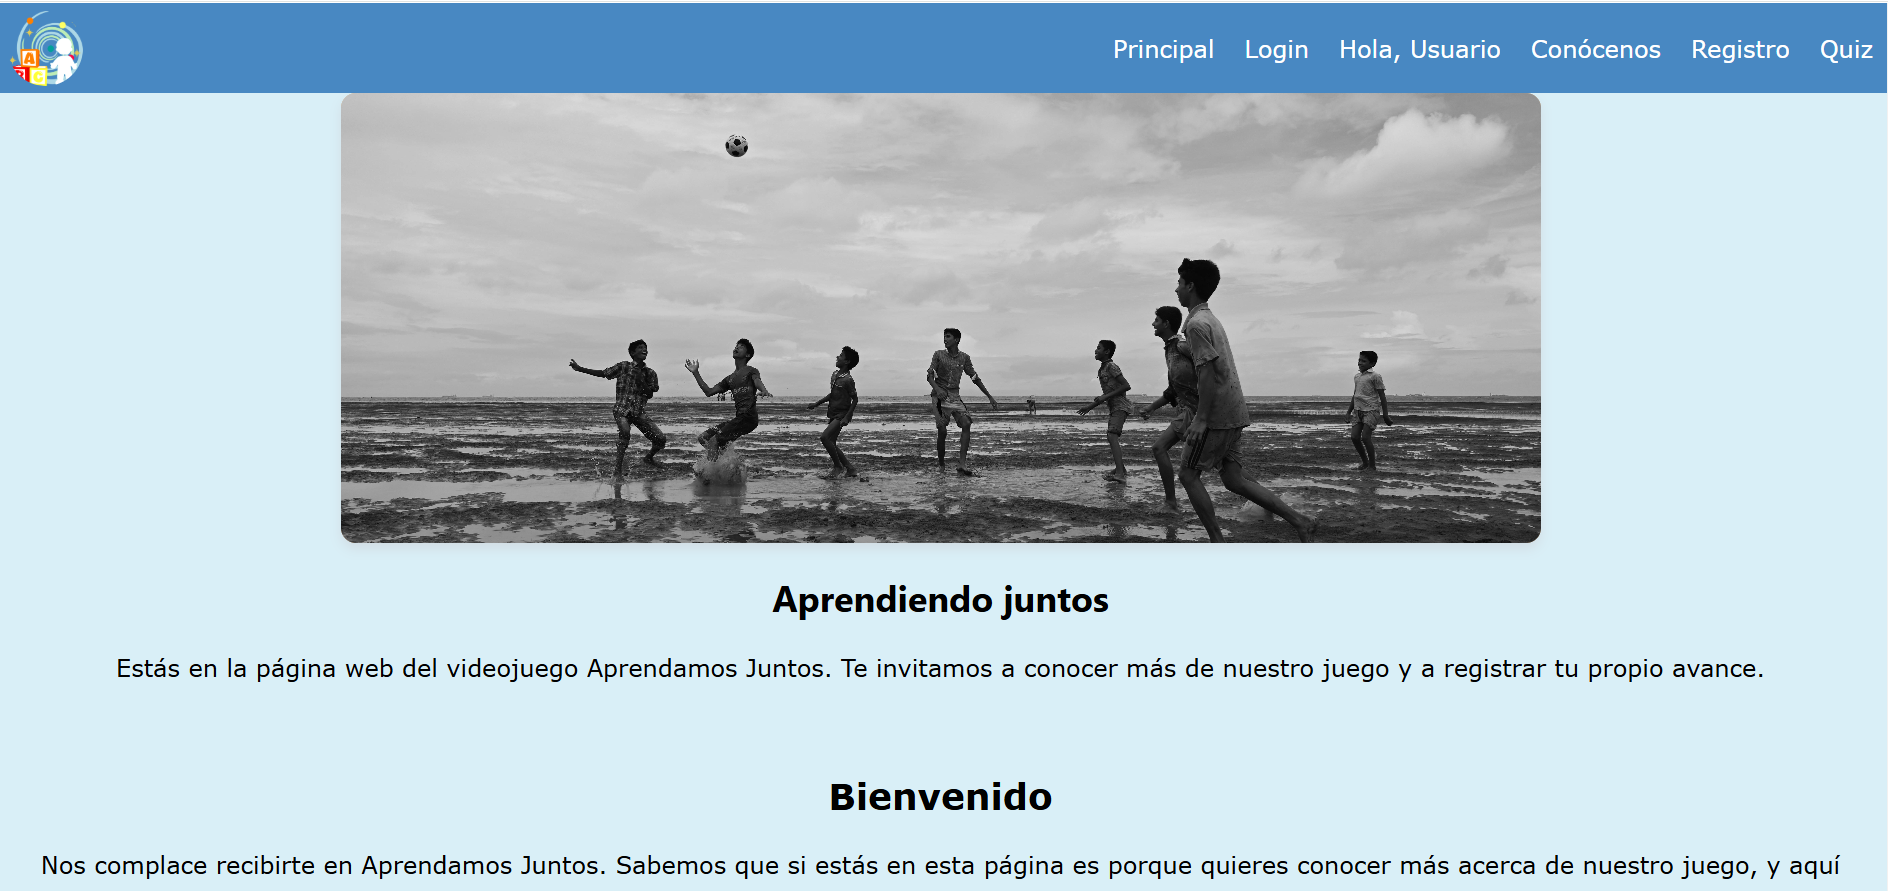 A
B C
Principal Login Hola, Usuario Conócenos Registro Quiz
Aprendiendo juntos
Estás en la página web del videojuego Aprendamos Juntos. Te invitamos a conocer más de nuestro juego y a registrar tu propio avance.
Bienvenido
Nos complace recibirte en Aprendamos Juntos. Sabemos que si estás en esta página es porque quieres conocer más acerca de nuestro juego, y aquí